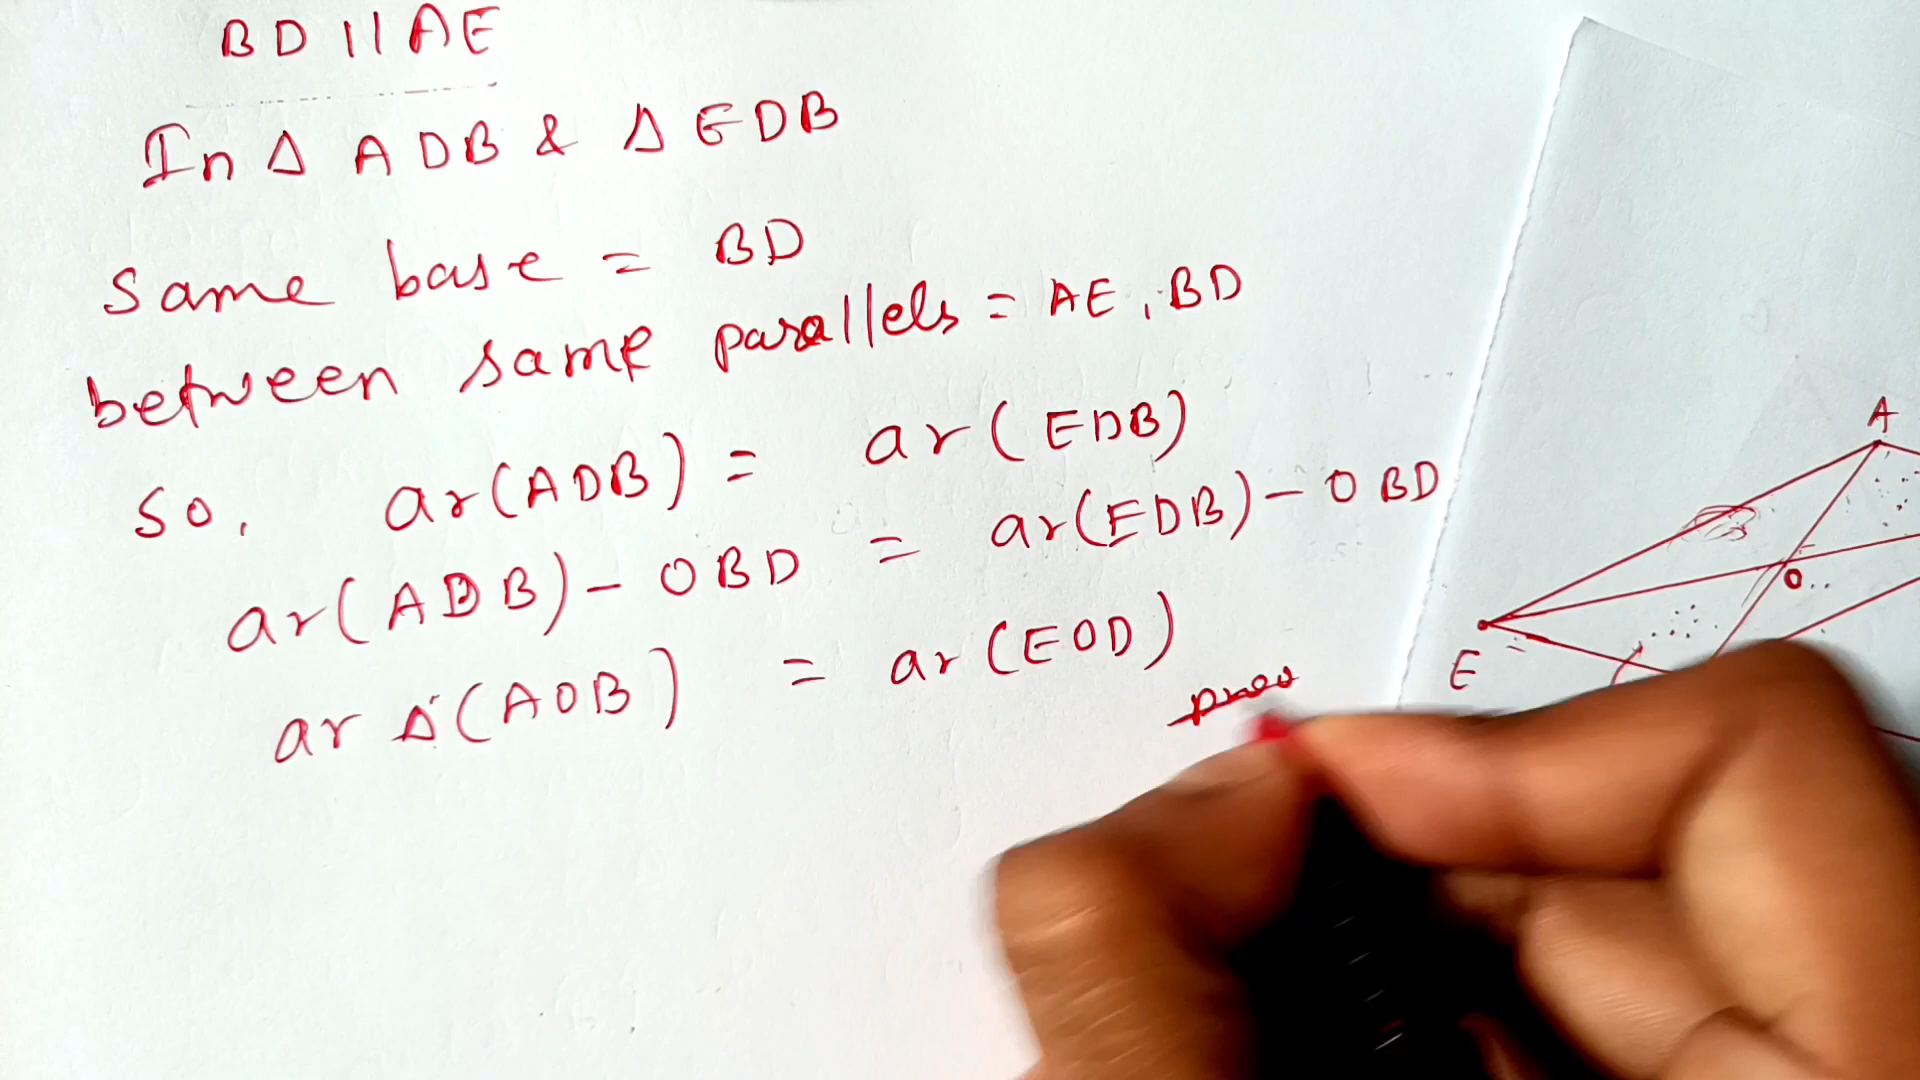 BD || AE
In Δ ADB & Δ EDB
Same base = BD
between same parallels = AE, BD
So, ar(ADB) = ar(EDB)
ar(ADB) - OBD = ar(EDB) - OBD
ar Δ(AOB) = ar(EOD)
A
O
E